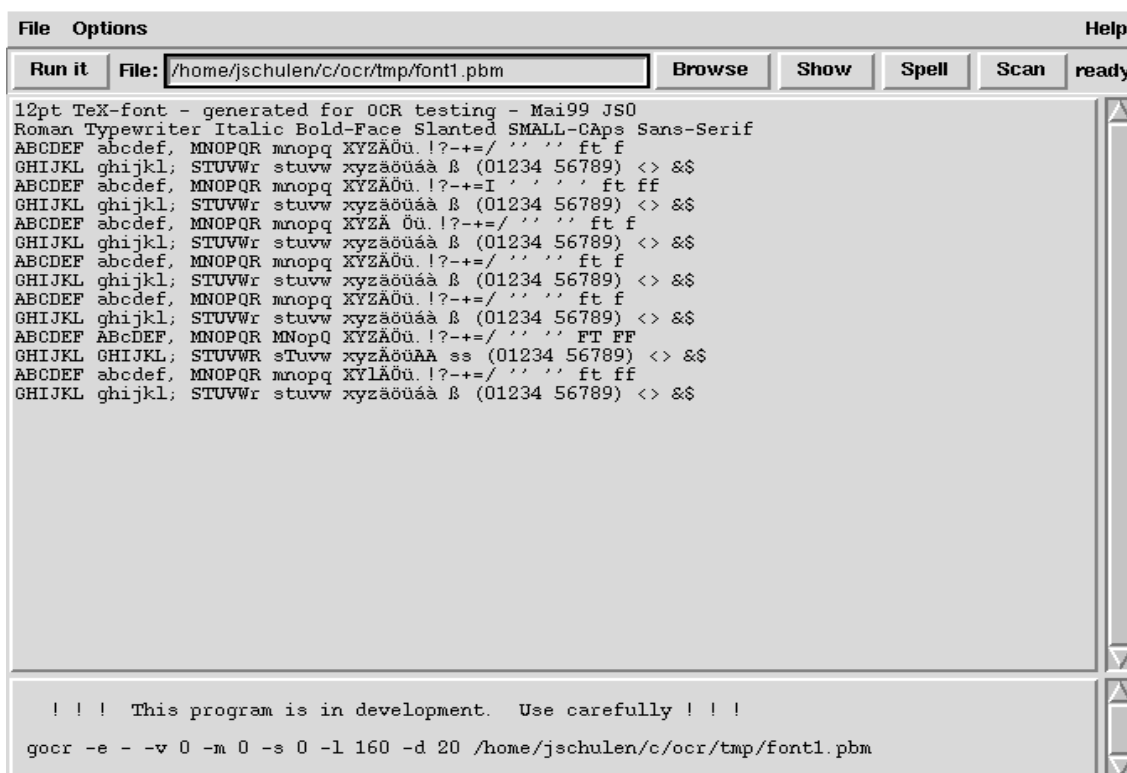 File Options Help
Run it File: /home/jschulen/c/ocr/tmp/font1.pbm Browse Show Spell Scan ready
12pt TeX-font - generated for OCR testing - Mai99 JSO
Roman Typewriter Italic Bold-Face Slanted SMALL-CAps Sans-Serif
ABCDEF abcdef, MNOPQR mnopq XYZÄÖü.!?-+=/ ’’ ’’ ft f
GHIJKL ghijkl; STUVWr stuvw xyzäöüáà ß (01234 56789) <> &$
ABCDEF abcdef, MNOPQR mnopq XYZÄÖü.!?-+=I ’ ’ ’ ’ ft ff
GHIJKL ghijkl; STUVWr stuvw xyzäöüáà ß (01234 56789) <> &$
ABCDEF abcdef, MNOPQR mnopq XYZÄ Öü.!?-+=/ ’’ ’’ ft f
GHIJKL ghijkl; STUVWr stuvw xyzäöüáà ß (01234 56789) <> &$
ABCDEF abcdef, MNOPQR mnopq XYZÄÖü.!?-+=/ ’’ ’’ ft f
GHIJKL ghijkl; STUVWr stuvw xyzäöüáà ß (01234 56789) <> &$
ABCDEF abcdef, MNOPQR mnopq XYZÄÖü.!?-+=/ ’’ ’’ ft f
GHIJKL ghijkl; STUVWr stuvw xyzäöüáà ß (01234 56789) <> &$
ABCDEF ABcDEF, MNOPQR MNopQ XYZÄÖü.!?-+=/ ’’ ’’ FT FF
GHIJKL GHIJKL; STUVWR sTuvw xyzÄöüAA ss (01234 56789) <> &$
ABCDEF abcdef, MNOPQR mnopq XYlÄÖü.!?-+=/ ’’ ’’ ft ff
GHIJKL ghijkl; STUVWr stuvw xyzäöüáà ß (01234 56789) <> &$
! ! ! This program is in development. Use carefully ! ! !
gocr -e - -v 0 -m 0 -s 0 -l 160 -d 20 /home/jschulen/c/ocr/tmp/font1.pbm